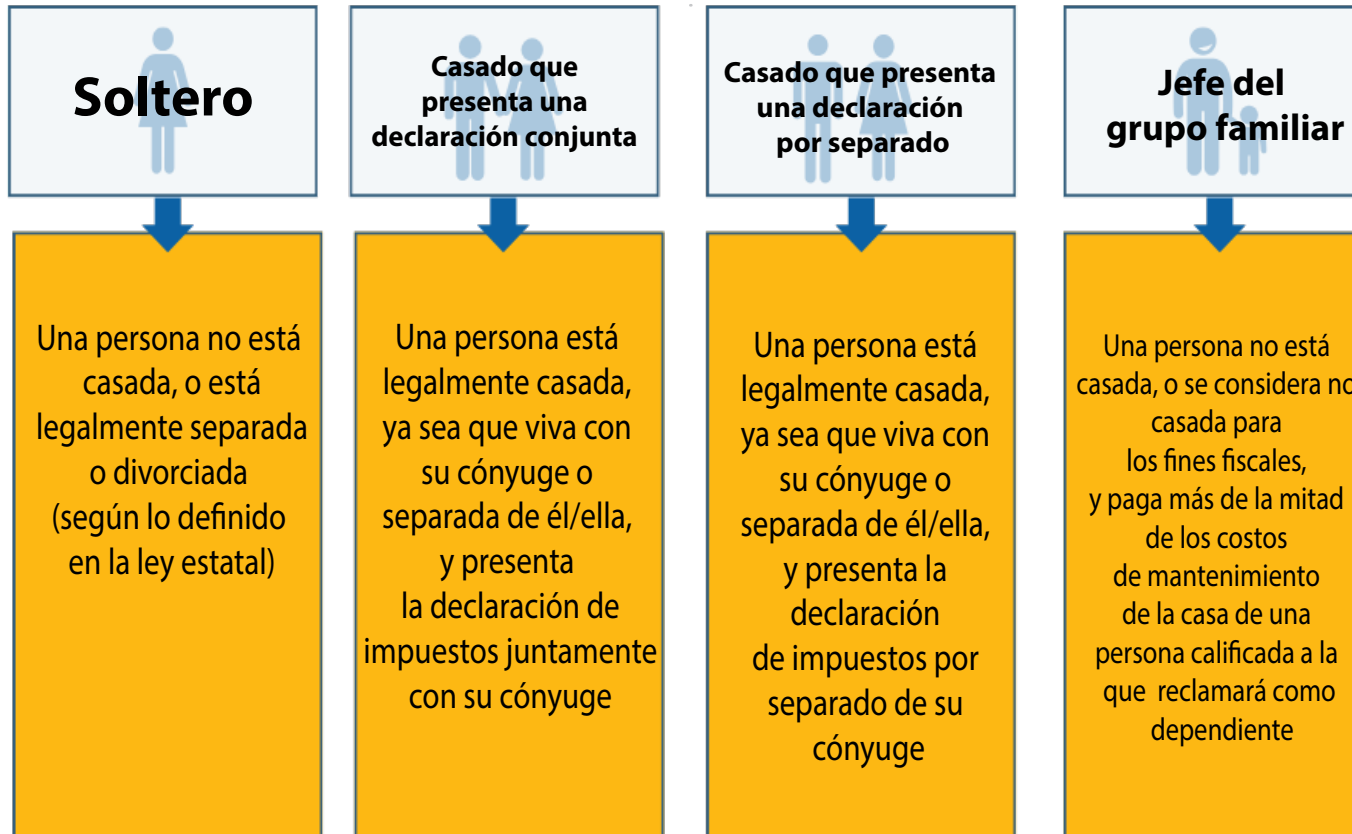 Soltero
Casado que
presenta una
declaración conjunta
Casado que presenta
una declaración
por separado
Jefe del
grupo familiar
Una persona no está
casada, o está
legalmente separada
o divorciada
(según lo definido
en la ley estatal)
Una persona está
legalmente casada,
ya sea que viva con
su cónyuge o
separada de él/ella,
y presenta
la declaración de
impuestos juntamente
con su cónyuge
Una persona está
legalmente casada,
ya sea que viva con
su cónyuge o
separada de él/ella,
y presenta la
declaración
de impuestos por
separado de su
cónyuge
Una persona no está
casada, o se considera no
casada para
los fines fiscales,
y paga más de la mitad
de los costos
de mantenimiento
de la casa de una
persona calificada a la
que reclamará como
dependiente